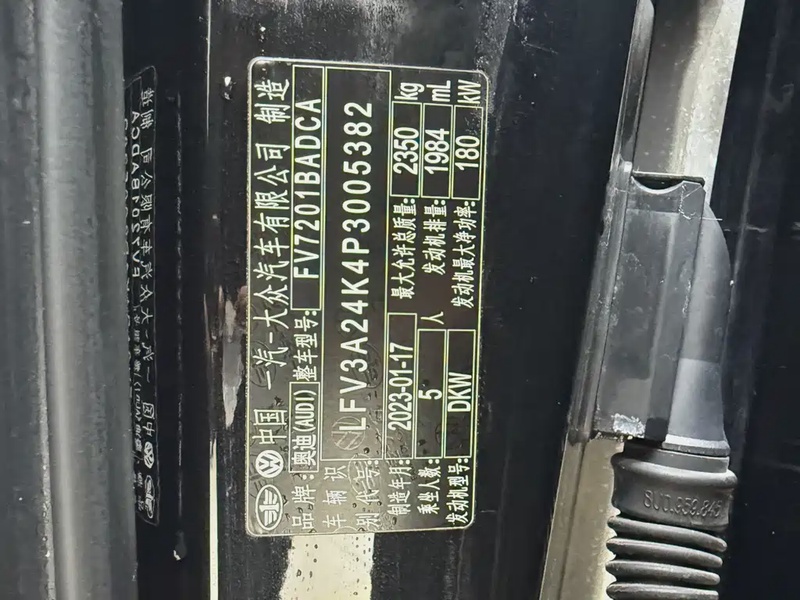 中国 一汽-大众汽车有限公司 制造
品牌: 奥迪(AUDI) 整车型号: FV7201BADCA
车辆识别代号: LFV3A24K4P3005382
制造年月: 2023-01-17 最大允许总质量: 2350 kg
乘坐人数: 5 人 发动机排量: 1984 mL
发动机型号: DKW 发动机最大净功率: 180 kW
8U0.959.845